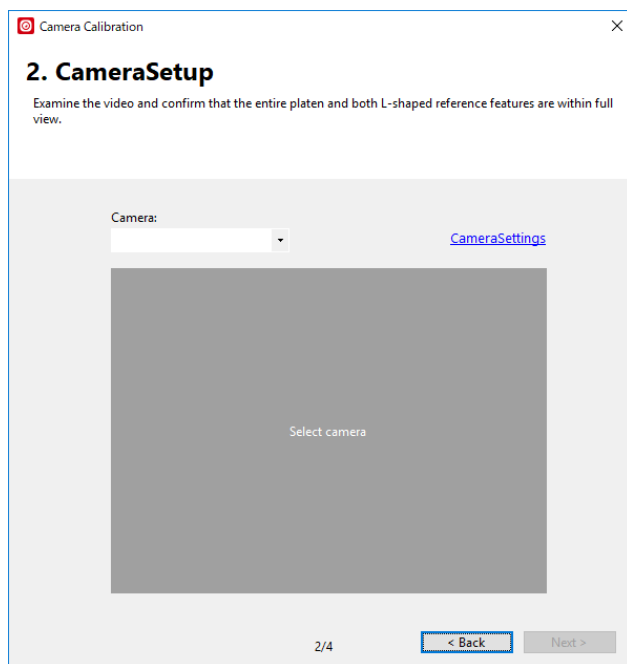 Camera Calibration
2. CameraSetup
Examine the video and confirm that the entire platen and both L-shaped reference features are within full
view.
Camera:
CameraSettings
Select camera
2/4
< Back
Next >